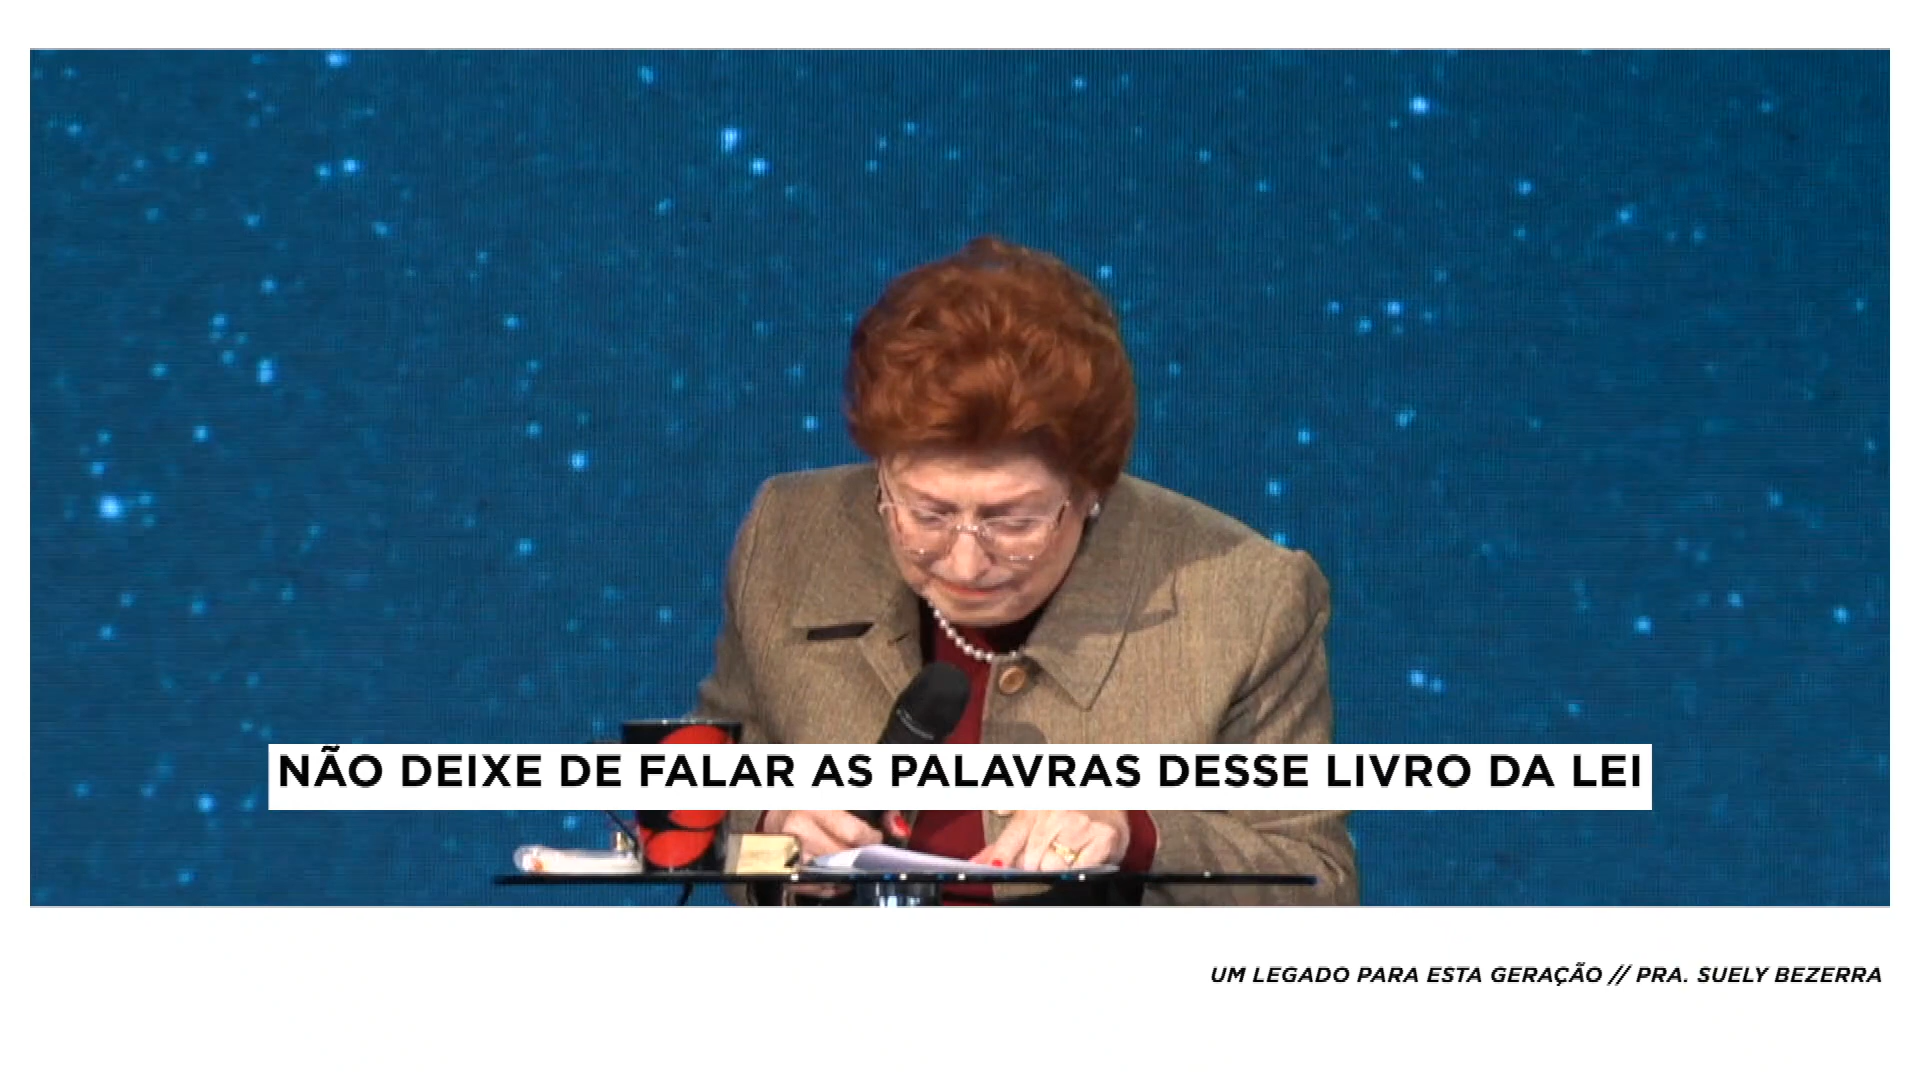 NÃO DEIXE DE FALAR AS PALAVRAS DESSE LIVRO DA LEI
UM LEGADO PARA ESTA GERAÇÃO // PRA. SUELY BEZERRA